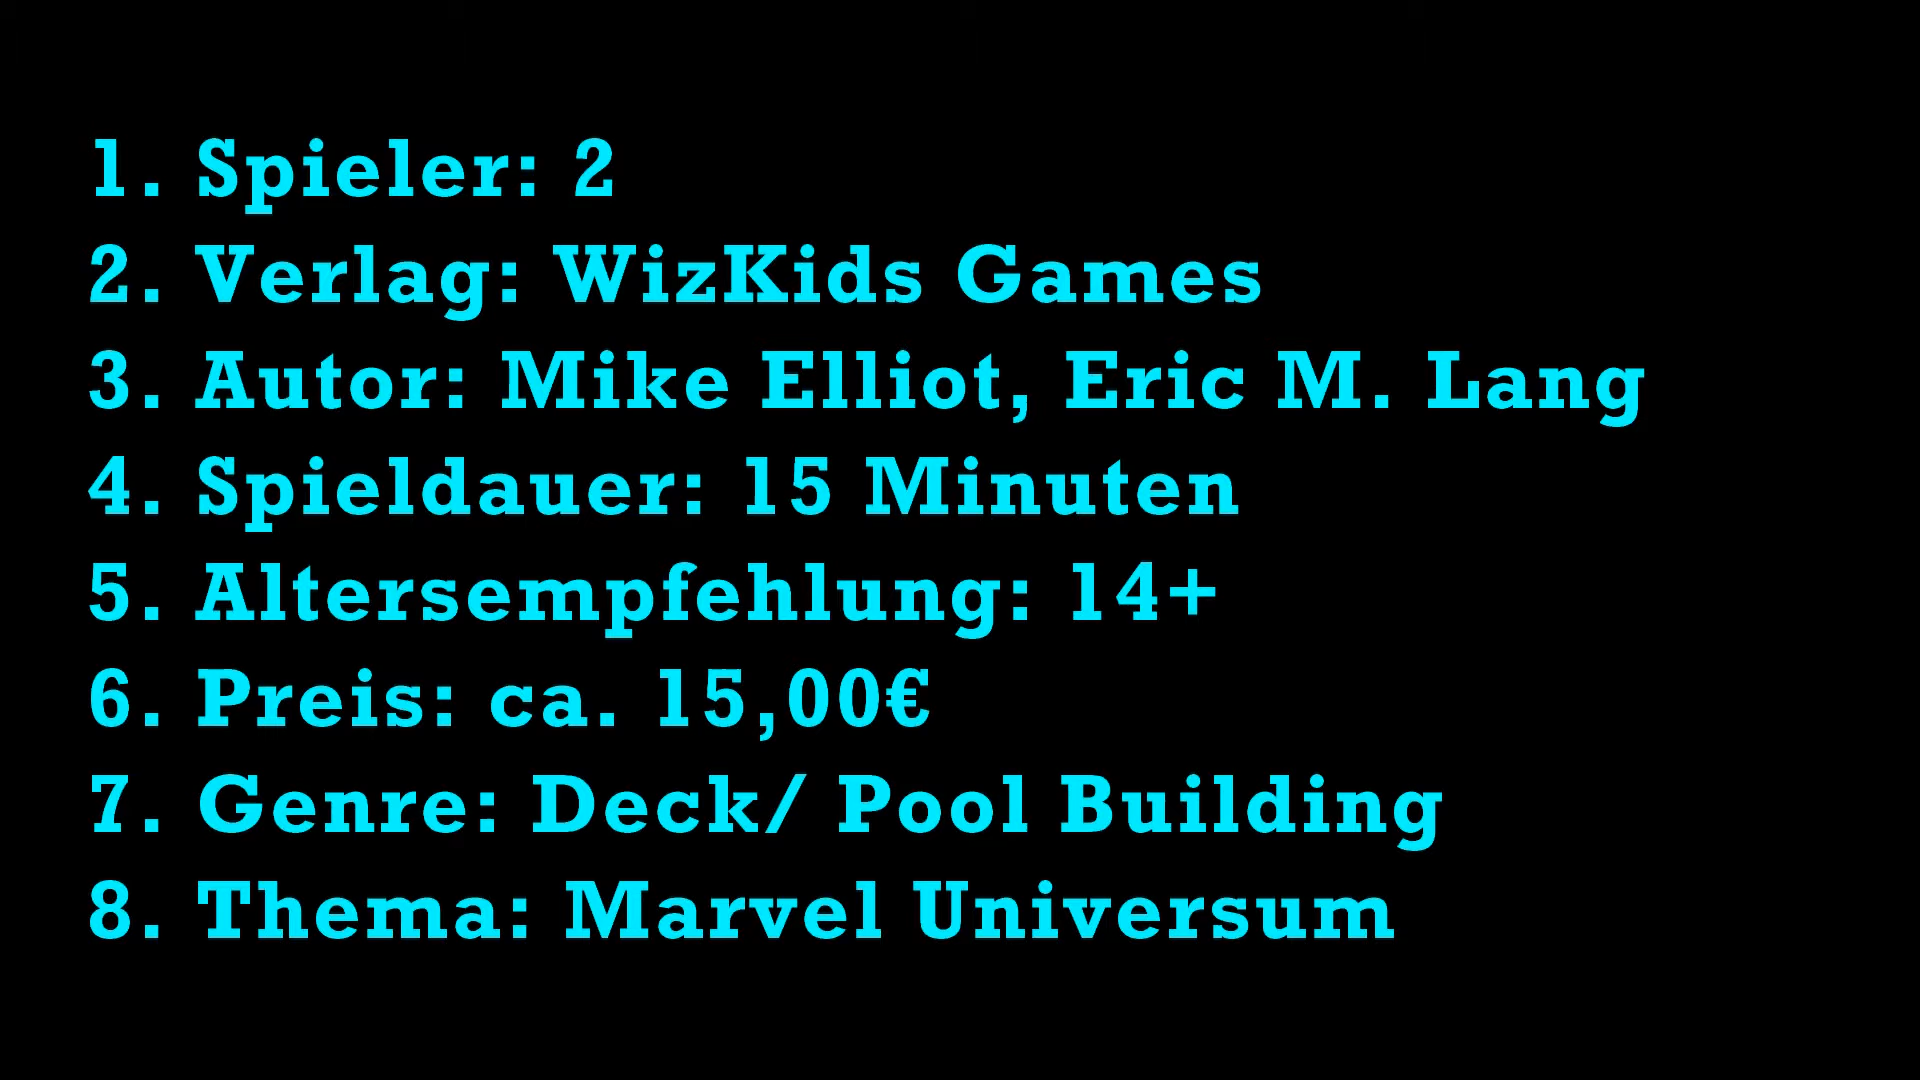 1. Spieler: 2
2. Verlag: WizKids Games
3. Autor: Mike Elliot, Eric M. Lang
4. Spieldauer: 15 Minuten
5. Altersempfehlung: 14+
6. Preis: ca. 15,00€
7. Genre: Deck/ Pool Building
8. Thema: Marvel Universum